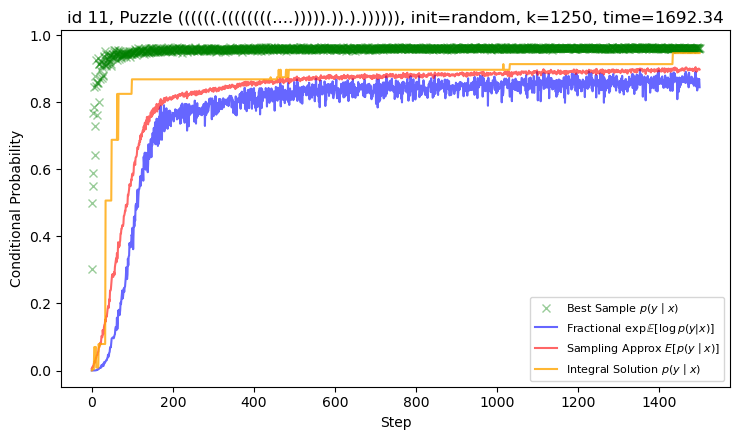 id 11, Puzzle ((((((.((((((((....))))).)).).)))))), init=random, k=1250, time=1692.34
Conditional Probability
1.0
0.8
0.6
0.4
0.2
0.0
Best Sample p(y | x)
Fractional exp𝔼[log p(y|x)]
Sampling Approx E[p(y | x)]
Integral Solution p(y | x)
0 200 400 600 800 1000 1200 1400
Step